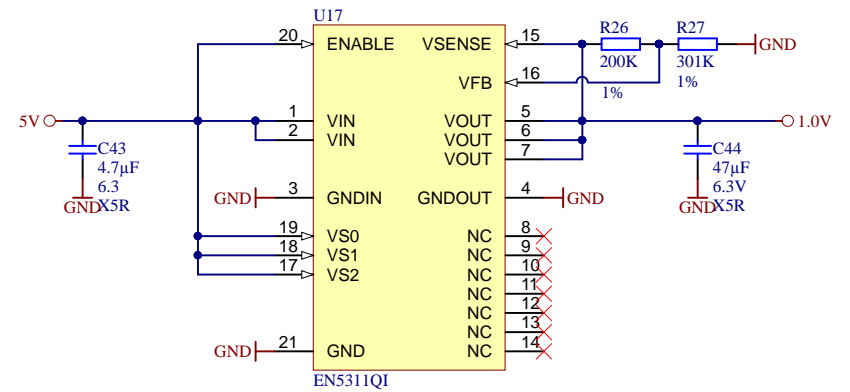 U17
20 ENABLE VSENSE 15 R26 R27 GND
200K 301K
VFB 16 1% 1%
5V 1 VIN VOUT 5 1.0V
2 VIN VOUT 6
VOUT 7
C43 C44
4.7µF 47µF
6.3 6.3V
GND X5R GND X5R
GND 3 GNDIN GNDOUT 4 GND
19 VS0 NC 8
18 VS1 NC 9
17 VS2 NC 10
NC 11
NC 12
NC 13
GND 21 GND NC 14
EN5311QI